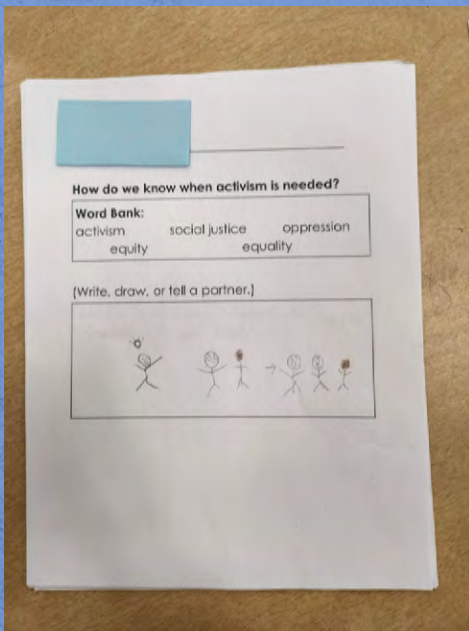 How do we know when activism is needed?
Word Bank:
activism social justice oppression
equity equality
(Write, draw, or tell a partner.)